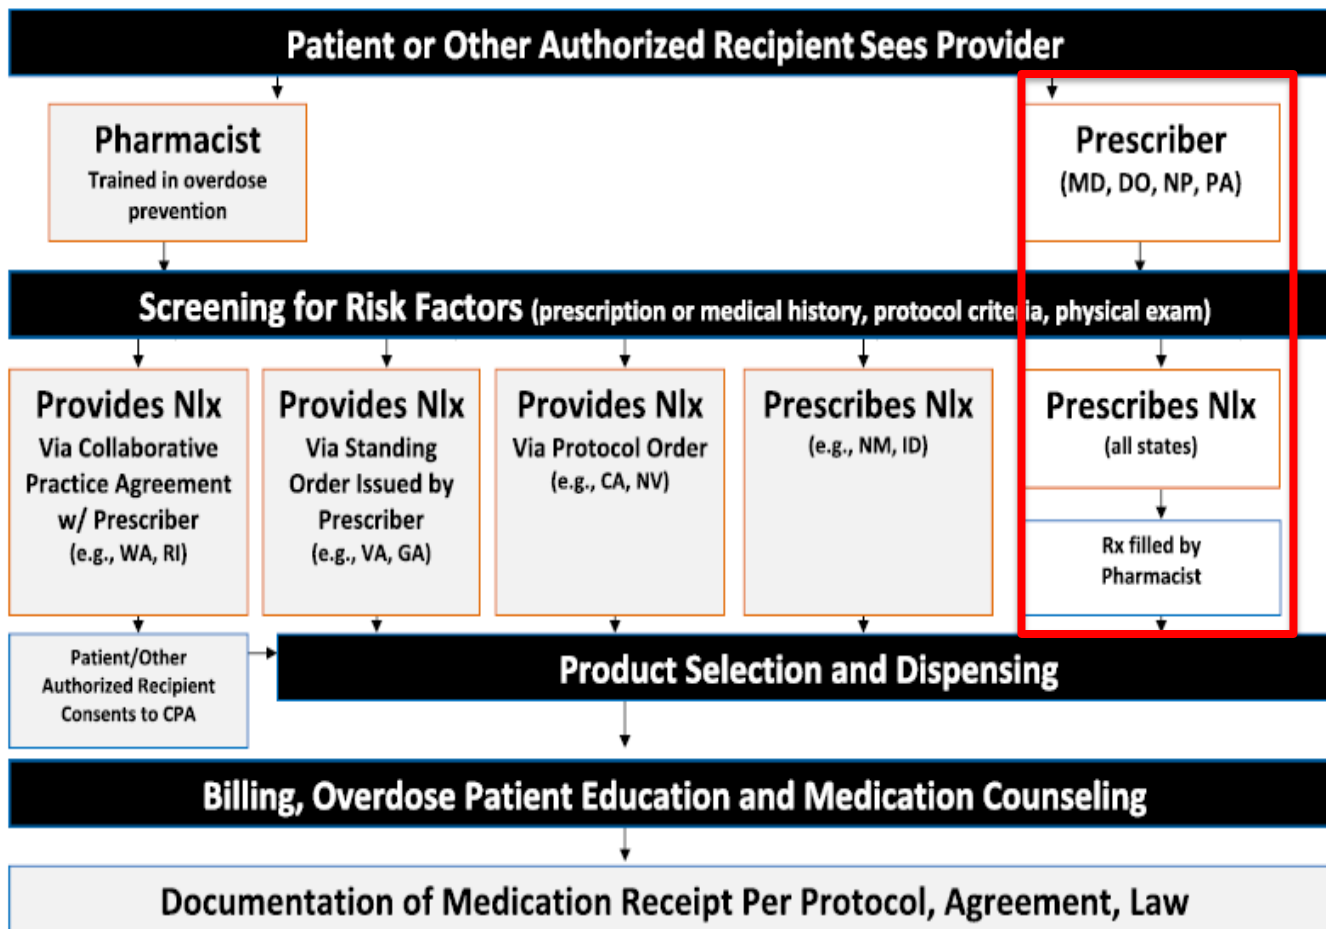 Patient or Other Authorized Recipient Sees Provider
Pharmacist
Trained in overdose
prevention
Prescriber
(MD, DO, NP, PA)
Screening for Risk Factors (prescription or medical history, protocol criteria, physical exam)
Provides Nlx
Via Collaborative
Practice Agreement
w/ Prescriber
(e.g., WA, RI)
Provides Nlx
Via Standing
Order Issued by
Prescriber
(e.g., VA, GA)
Provides Nlx
Via Protocol Order
(e.g., CA, NV)
Prescribes Nlx
(e.g., NM, ID)
Prescribes Nlx
(all states)
Rx filled by
Pharmacist
Patient/Other
Authorized Recipient
Consents to CPA
Product Selection and Dispensing
Billing, Overdose Patient Education and Medication Counseling
Documentation of Medication Receipt Per Protocol, Agreement, Law